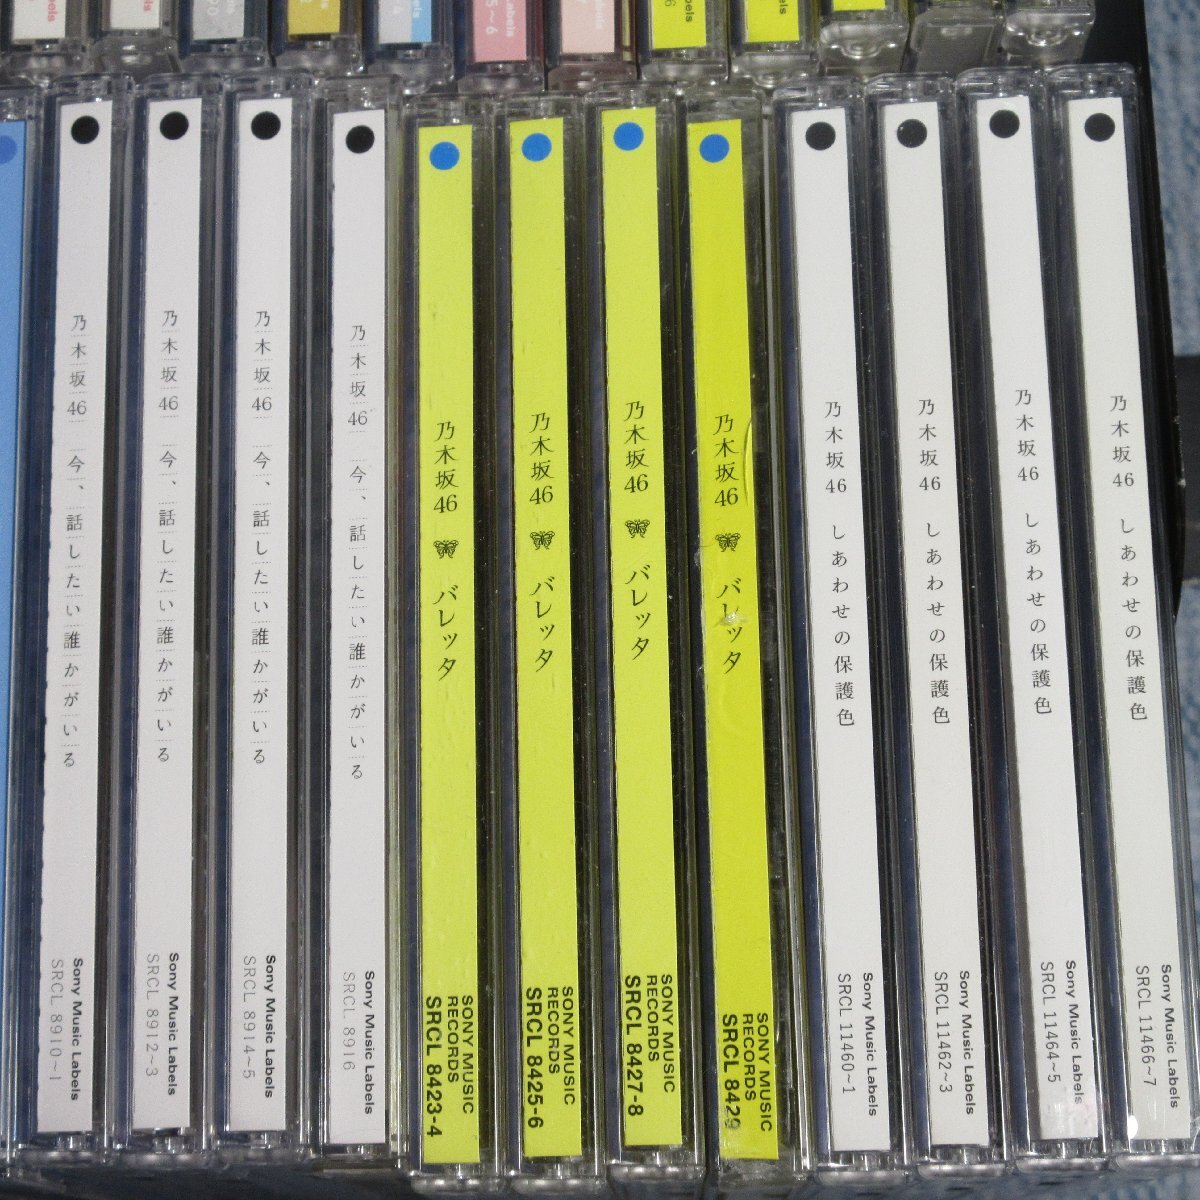 5~6
Labels
乃木坂46 今、話したい誰かがいる
Sony Music Labels
SRCL 8910~1
乃木坂46 今、話したい誰かがいる
Sony Music Labels
SRCL 8912~3
乃木坂46 今、話したい誰かがいる
Sony Music Labels
SRCL 8914~5
乃木坂46 今、話したい誰かがいる
Sony Music Labels
SRCL 8916
乃木坂46 バレッタ
SONY MUSIC
RECORDS
SRCL 8423-4
乃木坂46 バレッタ
SONY MUSIC
RECORDS
SRCL 8425-6
乃木坂46 バレッタ
SONY MUSIC
RECORDS
SRCL 8427-8
乃木坂46 バレッタ
SONY MUSIC
RECORDS
SRCL 8429
乃木坂46 しあわせの保護色
Sony Music Labels
SRCL 11460~1
乃木坂46 しあわせの保護色
Sony Music Labels
SRCL 11462~3
乃木坂46 しあわせの保護色
Sony Music Labels
SRCL 11464~5
乃木坂46 しあわせの保護色
Sony Music Labels
SRCL 11466~7